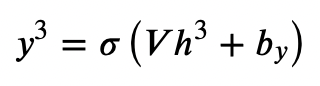 y³ = σ (Vh³ + b_y)